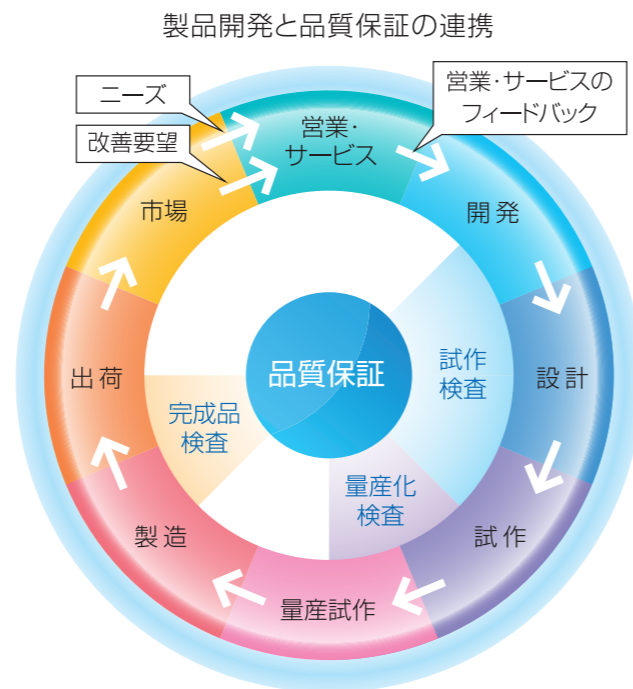 製品開発と品質保証の連携
ニーズ
改善要望
営業・サービスの
フィードバック
営業・
サービス
開発
設計
試作
量産試作
製造
出荷
市場
品質保証
試作
検査
量産化
検査
完成品
検査